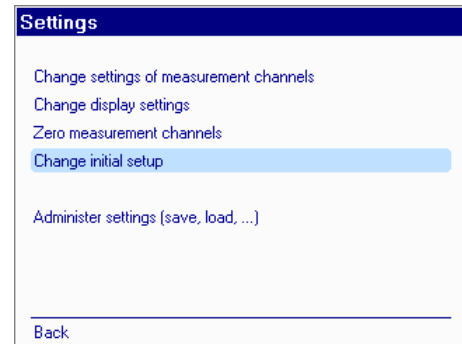 Settings
Change settings of measurement channels
Change display settings
Zero measurement channels
Change initial setup
Administer settings (save, load, ...)
Back